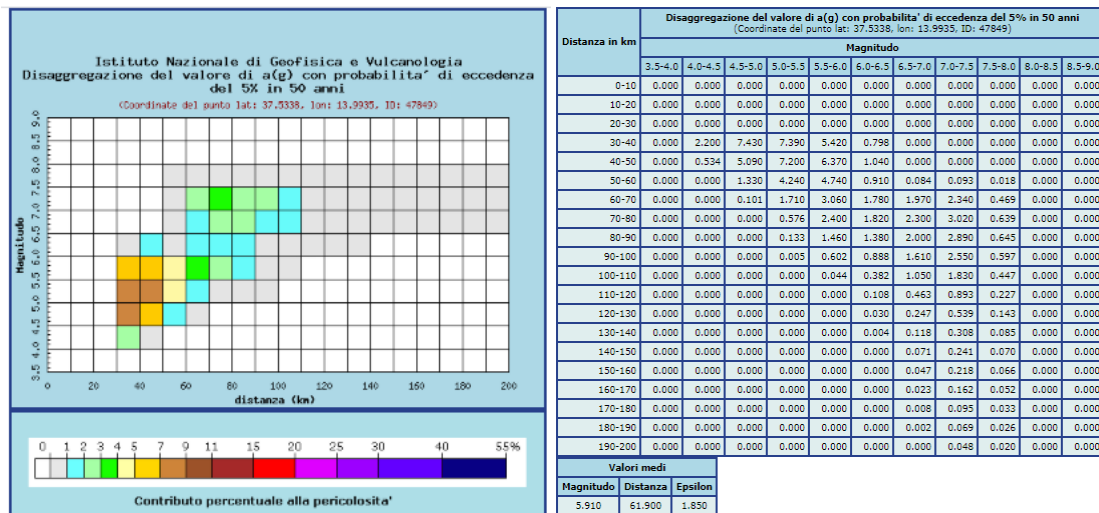 Istituto Nazionale di Geofisica e Vulcanologia
Disaggregazione del valore di a(g) con probabilita´ di eccedenza
del 5% in 50 anni
(Coordinate del punto lat: 37.5338, lon: 13.9935, ID: 47849)
Magnitudo
9.0
8.5
8.0
7.5
7.0
6.5
6.0
5.5
5.0
4.5
4.0
3.5
0 20 40 60 80 100 120 140 160 180 200
distanza (km)
0 1 2 3 4 5 7 9 11 15 20 25 30 40 55%
Contributo percentuale alla pericolosita'
Disaggregazione del valore di a(g) con probabilita' di eccedenza del 5% in 50 anni
(Coordinate del punto lat: 37.5338, lon: 13.9935, ID: 47849)
Distanza in km
Magnitudo
3.5-4.0 4.0-4.5 4.5-5.0 5.0-5.5 5.5-6.0 6.0-6.5 6.5-7.0 7.0-7.5 7.5-8.0 8.0-8.5 8.5-9.0
0-10 0.000 0.000 0.000 0.000 0.000 0.000 0.000 0.000 0.000 0.000 0.000
10-20 0.000 0.000 0.000 0.000 0.000 0.000 0.000 0.000 0.000 0.000 0.000
20-30 0.000 0.000 0.000 0.000 0.000 0.000 0.000 0.000 0.000 0.000 0.000
30-40 0.000 2.200 7.430 7.390 5.420 0.798 0.000 0.000 0.000 0.000 0.000
40-50 0.000 0.534 5.090 7.200 6.370 1.040 0.000 0.000 0.000 0.000 0.000
50-60 0.000 0.000 1.330 4.240 4.740 0.910 0.084 0.093 0.018 0.000 0.000
60-70 0.000 0.000 0.101 1.710 3.060 1.780 1.970 2.340 0.469 0.000 0.000
70-80 0.000 0.000 0.000 0.576 2.400 1.820 2.300 3.020 0.639 0.000 0.000
80-90 0.000 0.000 0.000 0.133 1.460 1.380 2.000 2.890 0.645 0.000 0.000
90-100 0.000 0.000 0.000 0.005 0.602 0.888 1.610 2.550 0.597 0.000 0.000
100-110 0.000 0.000 0.000 0.000 0.044 0.382 1.050 1.830 0.447 0.000 0.000
110-120 0.000 0.000 0.000 0.000 0.000 0.108 0.463 0.893 0.227 0.000 0.000
120-130 0.000 0.000 0.000 0.000 0.000 0.030 0.247 0.539 0.143 0.000 0.000
130-140 0.000 0.000 0.000 0.000 0.000 0.004 0.118 0.308 0.085 0.000 0.000
140-150 0.000 0.000 0.000 0.000 0.000 0.000 0.071 0.241 0.070 0.000 0.000
150-160 0.000 0.000 0.000 0.000 0.000 0.000 0.047 0.218 0.066 0.000 0.000
160-170 0.000 0.000 0.000 0.000 0.000 0.000 0.023 0.162 0.052 0.000 0.000
170-180 0.000 0.000 0.000 0.000 0.000 0.000 0.008 0.095 0.033 0.000 0.000
180-190 0.000 0.000 0.000 0.000 0.000 0.000 0.002 0.069 0.026 0.000 0.000
190-200 0.000 0.000 0.000 0.000 0.000 0.000 0.000 0.048 0.020 0.000 0.000
Valori medi
Magnitudo Distanza Epsilon
5.910 61.900 1.850